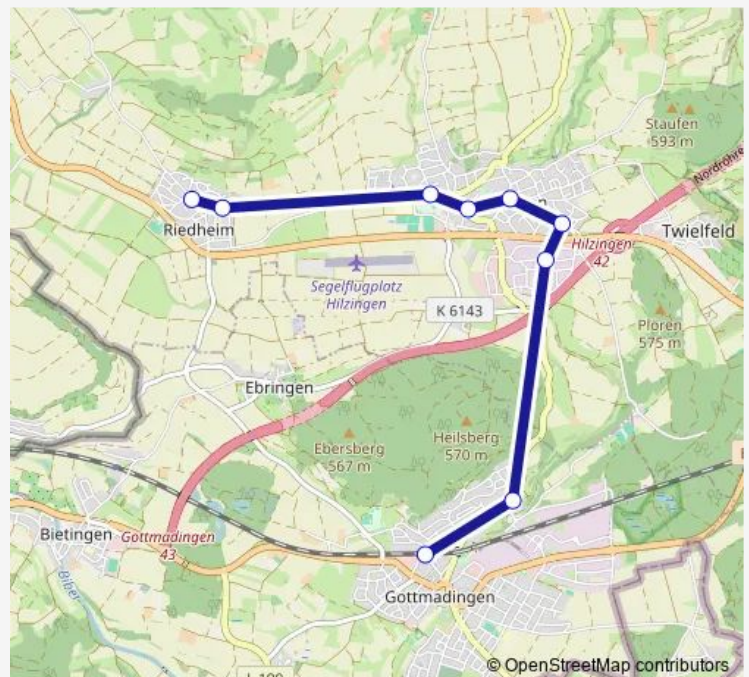 Staufen
593 m
Nordröhre
Riedheim
Twielfeld
Hilzingen
42
Segelflugplatz
Hilzingen
K 6143
Ploren
575 m
Ebringen
Ebersberg
567 m
Heilsberg
570 m
Bietingen
Gottmadingen
43
Biber
Gottmadingen
© OpenStreetMap contributors